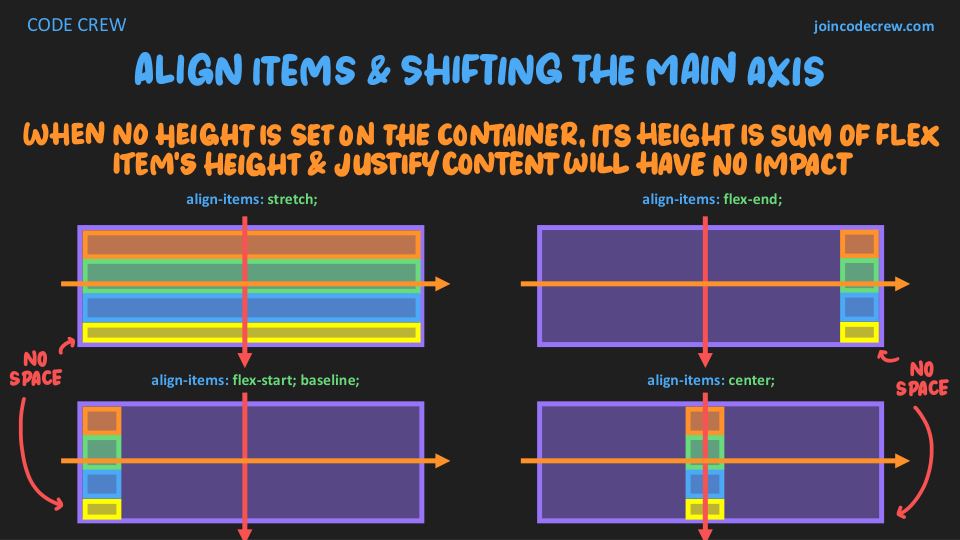 CODE CREW
joincodecrew.com
ALIGN ITEMS & SHIFTING THE MAIN AXIS
WHEN NO HEIGHT IS SET ON THE CONTAINER, ITS HEIGHT IS SUM OF FLEX
ITEM'S HEIGHT & JUSTIFY CONTENT WILL HAVE NO IMPACT
align-items: stretch;
align-items: flex-end;
NO
SPACE
align-items: flex-start; baseline;
align-items: center;
NO
SPACE